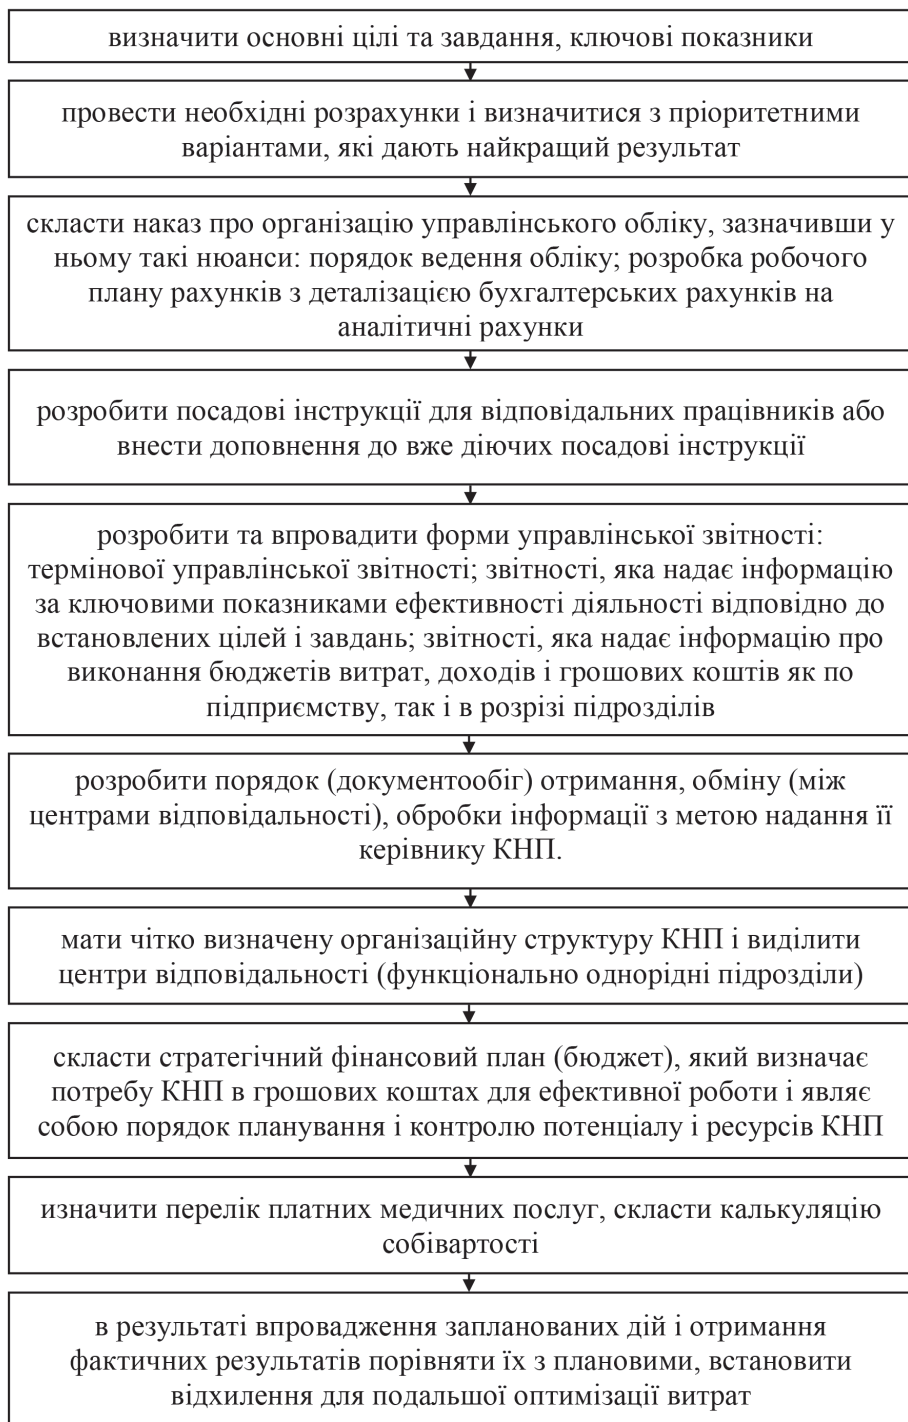 визначити основні цілі та завдання, ключові показники
провести необхідні розрахунки і визначитися з пріоритетними
варіантами, які дають найкращий результат
скласти наказ про організацію управлінського обліку, зазначивши у
ньому такі нюанси: порядок ведення обліку; розробка робочого
плану рахунків з деталізацією бухгалтерських рахунків на
аналітичні рахунки
розробити посадові інструкції для відповідальних працівників або
внести доповнення до вже діючих посадові інструкції
розробити та впровадити форми управлінської звітності:
термінової управлінської звітності; звітності, яка надає інформацію
за ключовими показниками ефективності діяльності відповідно до
встановлених цілей і завдань; звітності, яка надає інформацію про
виконання бюджетів витрат, доходів і грошових коштів як по
підприємству, так і в розрізі підрозділів
розробити порядок (документообіг) отримання, обміну (між
центрами відповідальності), обробки інформації з метою надання її
керівнику КНП.
мати чітко визначену організаційну структуру КНП і виділити
центри відповідальності (функціонально однорідні підрозділи)
скласти стратегічний фінансовий план (бюджет), який визначає
потребу КНП в грошових коштах для ефективної роботи і являє
собою порядок планування і контролю потенціалу і ресурсів КНП
изначити перелік платних медичних послуг, скласти калькуляцію
собівартості
в результаті впровадження запланованих дій і отримання
фактичних результатів порівняти їх з плановими, встановити
відхилення для подальшої оптимізації витрат